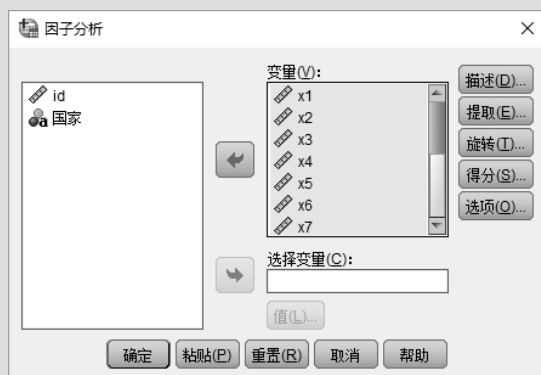 因子分析
变量(V):
id
国家
x1
x2
x3
x4
x5
x6
x7
描述(D)...
提取(E)...
旋转(T)...
得分(S)...
选项(O)...
选择变量(C):
值(L)...
确定 粘贴(P) 重置(R) 取消 帮助